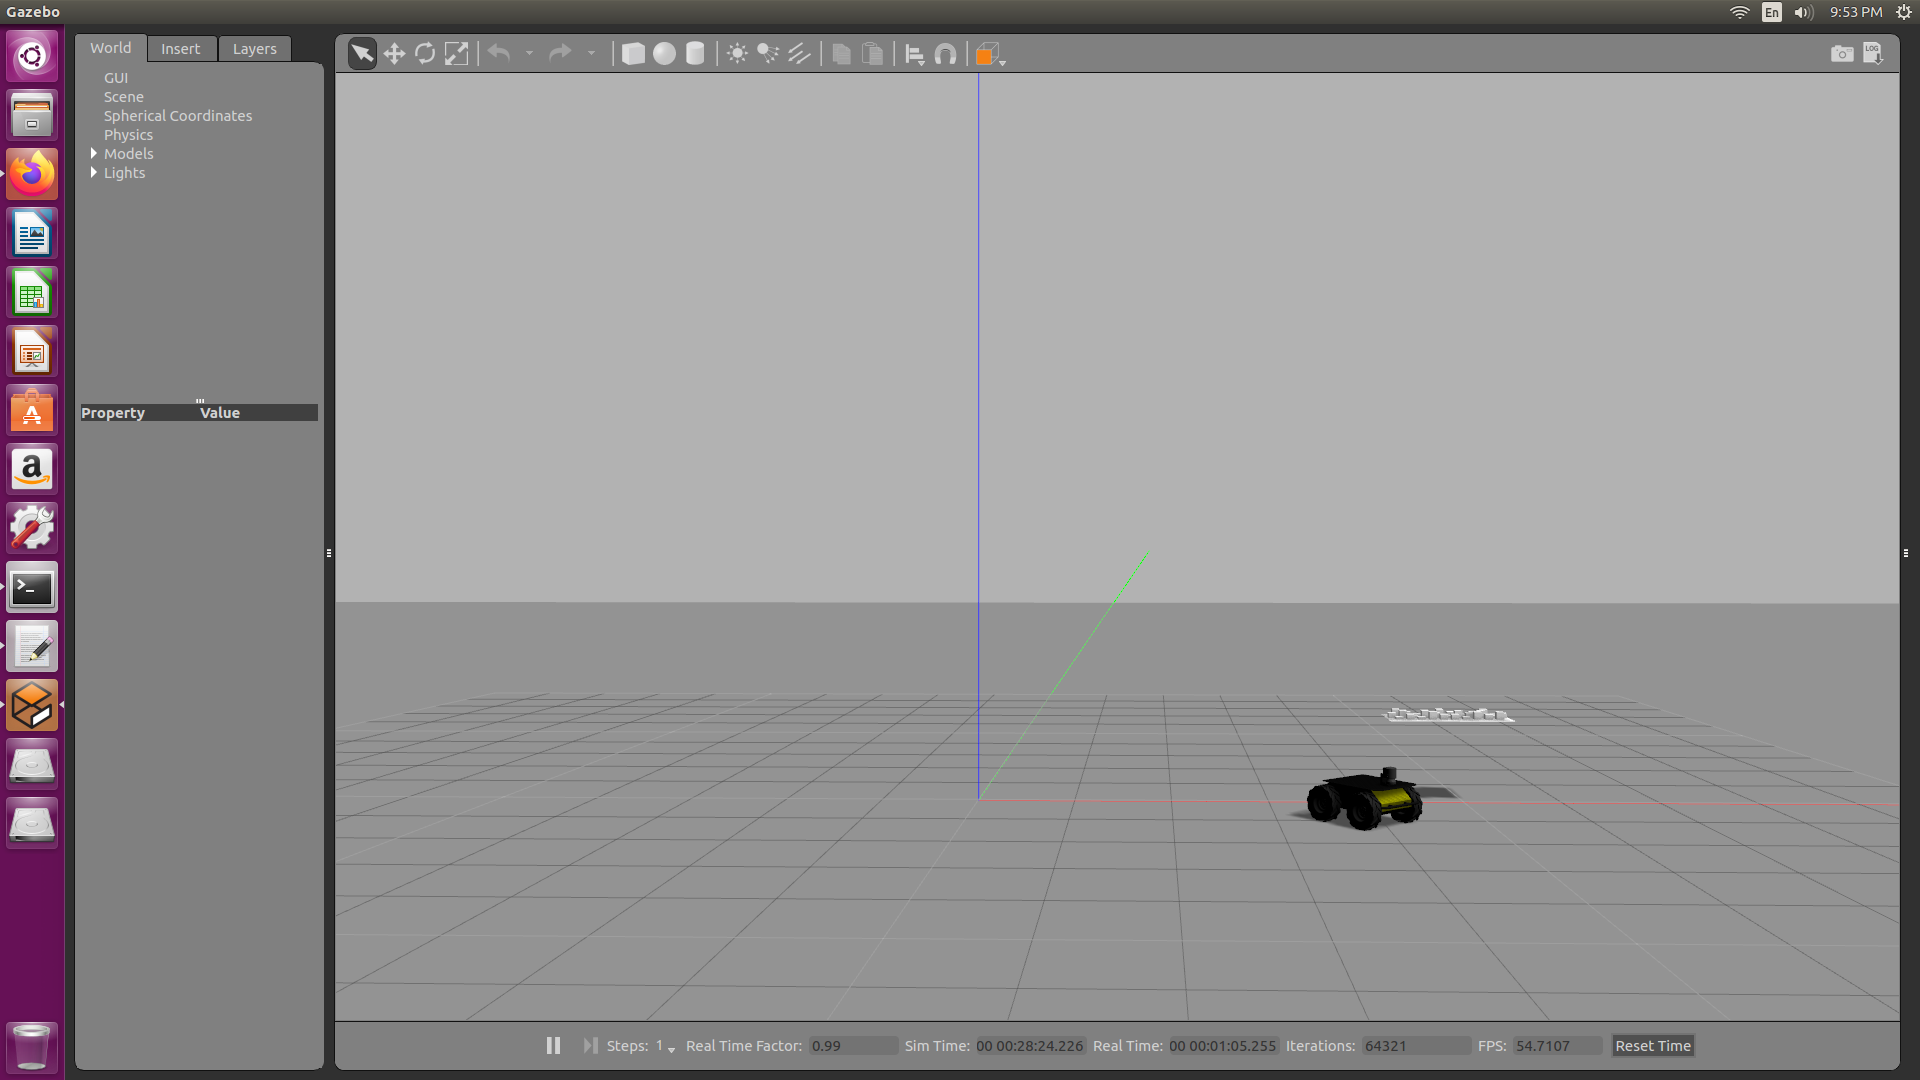 Gazebo
En
9:53 PM
World
Insert
Layers
LOG
GUI
Scene
Spherical Coordinates
Physics
Models
Lights
Property
Value
Steps: 1
Real Time Factor: 0.99
Sim Time: 00 00:28:24.226
Real Time: 00 00:01:05.255
Iterations: 64321
FPS: 54.7107
Reset Time